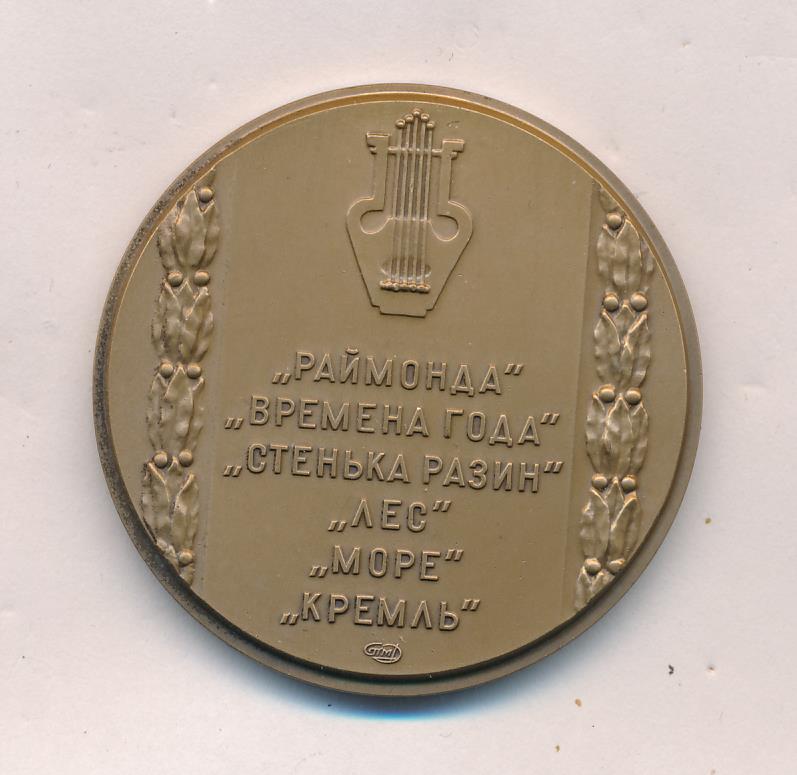 „РАЙМОНДА”
„ВРЕМЕНА ГОДА”
„СТЕНЬКА РАЗИН”
„ЛЕС”
„МОРЕ”
„КРЕМЛЬ”